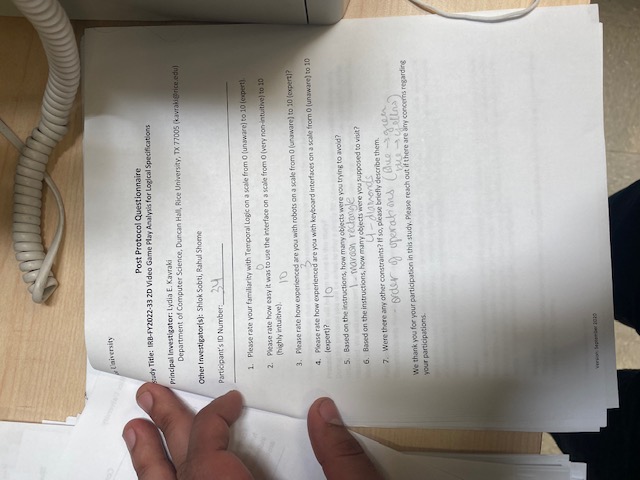 University
Post Protocol Questionnaire
Study Title: IRB-FY2022-33 2D Video Game Play Analysis for Logical Specifications
Principal Investigator: Lydia E. Kavraki
Department of Computer Science, Duncan Hall, Rice University, TX 77005 (kavraki@rice.edu)
Other Investigator(s): Shlok Sobti, Rahul Shome
Participant's ID Number: 34
1. Please rate your familiarity with Temporal Logic on a scale from 0 (unaware) to 10 (expert).
0
2. Please rate how easy it was to use the interface on a scale from 0 (very non-intuitive) to 10
(highly intuitive).
10
3. Please rate how experienced are you with robots on a scale from 0 (unaware) to 10 (expert)?
3
4. Please rate how experienced are you with keyboard interfaces on a scale from 0 (unaware) to 10
(expert)?
10
5. Based on the instructions, how many objects were you trying to avoid?
1 - maroon rectangle
6. Based on the instructions, how many objects were you supposed to visit?
4 - diamonds
7. Were there any other constraints? If so, please briefly describe them.
- order of operations (blue → green
blue → yellow)
We thank you for your participation in this study. Please reach out if there are any concerns regarding
your participations.
Version: September 2020